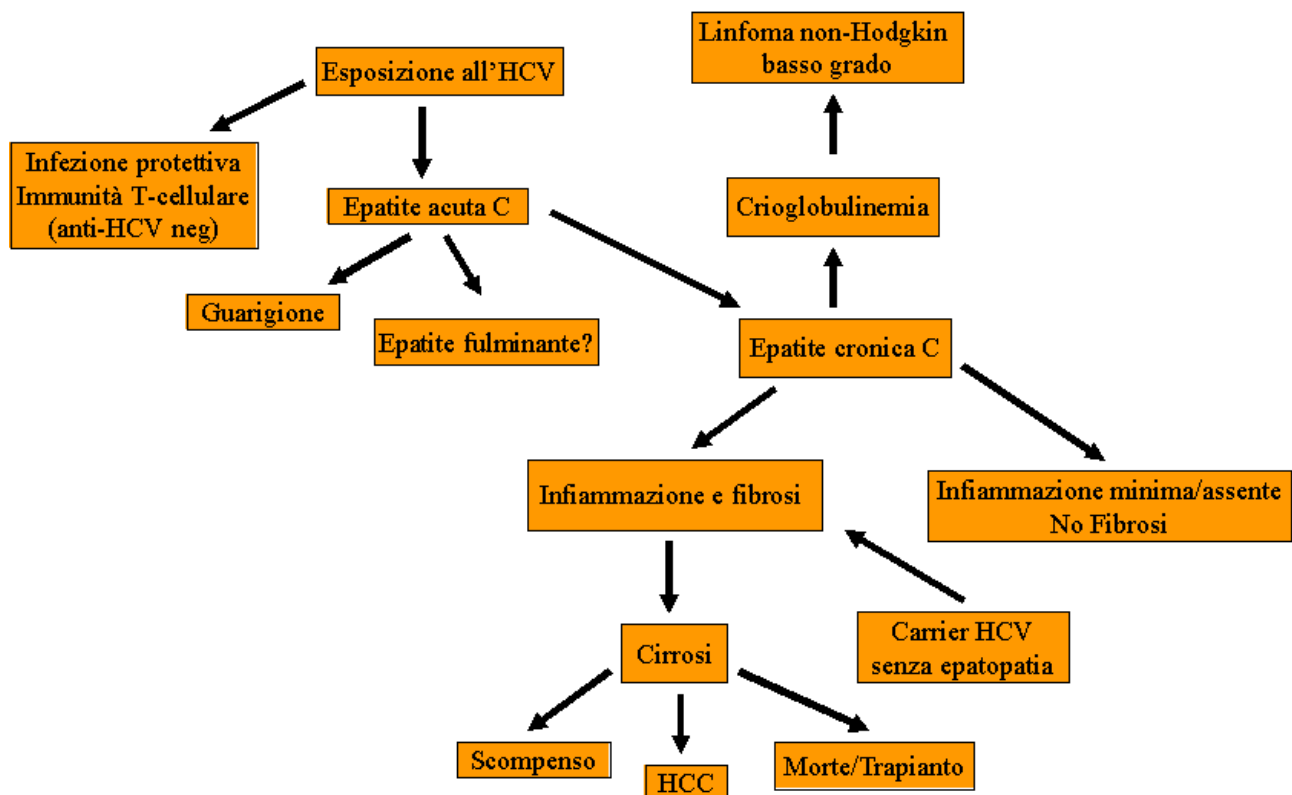 Linfoma non-Hodgkin
basso grado
Esposizione all'HCV
Infezione protettiva
Immunità T-cellulare
(anti-HCV neg)
Epatite acuta C
Crioglobulinemia
Guarigione
Epatite fulminante?
Epatite cronica C
Infiammazione e fibrosi
Infiammazione minima/assente
No Fibrosi
Cirrosi
Carrier HCV
senza epatopatia
Scompenso
HCC
Morte/Trapianto